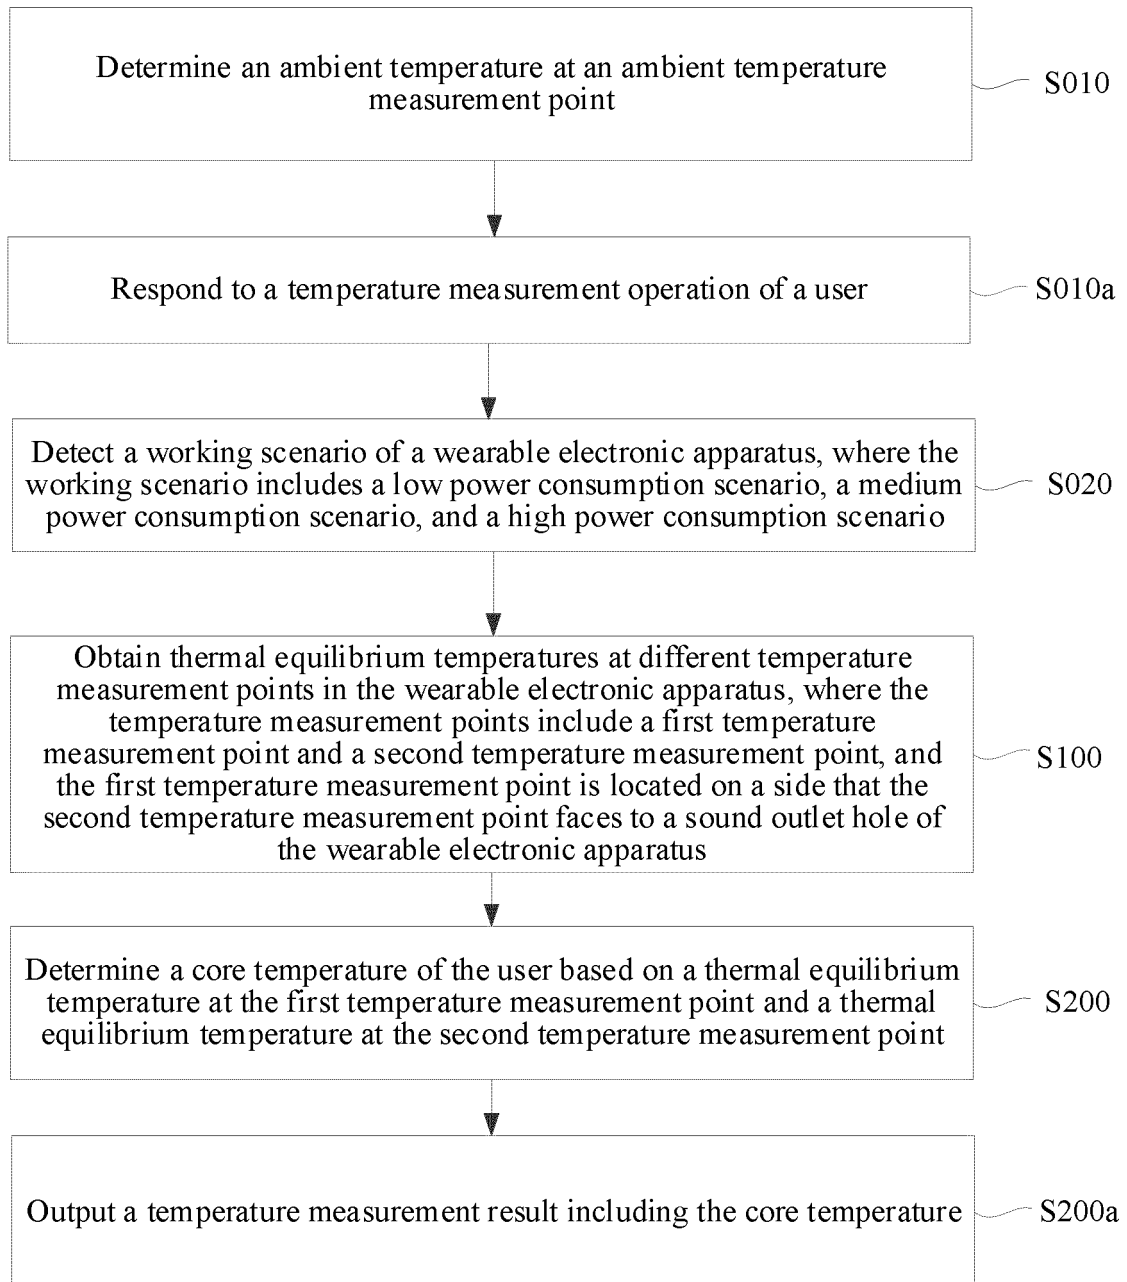 Determine an ambient temperature at an ambient temperature
measurement point
S010
Respond to a temperature measurement operation of a user
S010a
Detect a working scenario of a wearable electronic apparatus, where the
working scenario includes a low power consumption scenario, a medium
power consumption scenario, and a high power consumption scenario
S020
Obtain thermal equilibrium temperatures at different temperature
measurement points in the wearable electronic apparatus, where the
temperature measurement points include a first temperature
measurement point and a second temperature measurement point, and
the first temperature measurement point is located on a side that the
second temperature measurement point faces to a sound outlet hole of
the wearable electronic apparatus
S100
Determine a core temperature of the user based on a thermal equilibrium
temperature at the first temperature measurement point and a thermal
equilibrium temperature at the second temperature measurement point
S200
Output a temperature measurement result including the core temperature
S200a